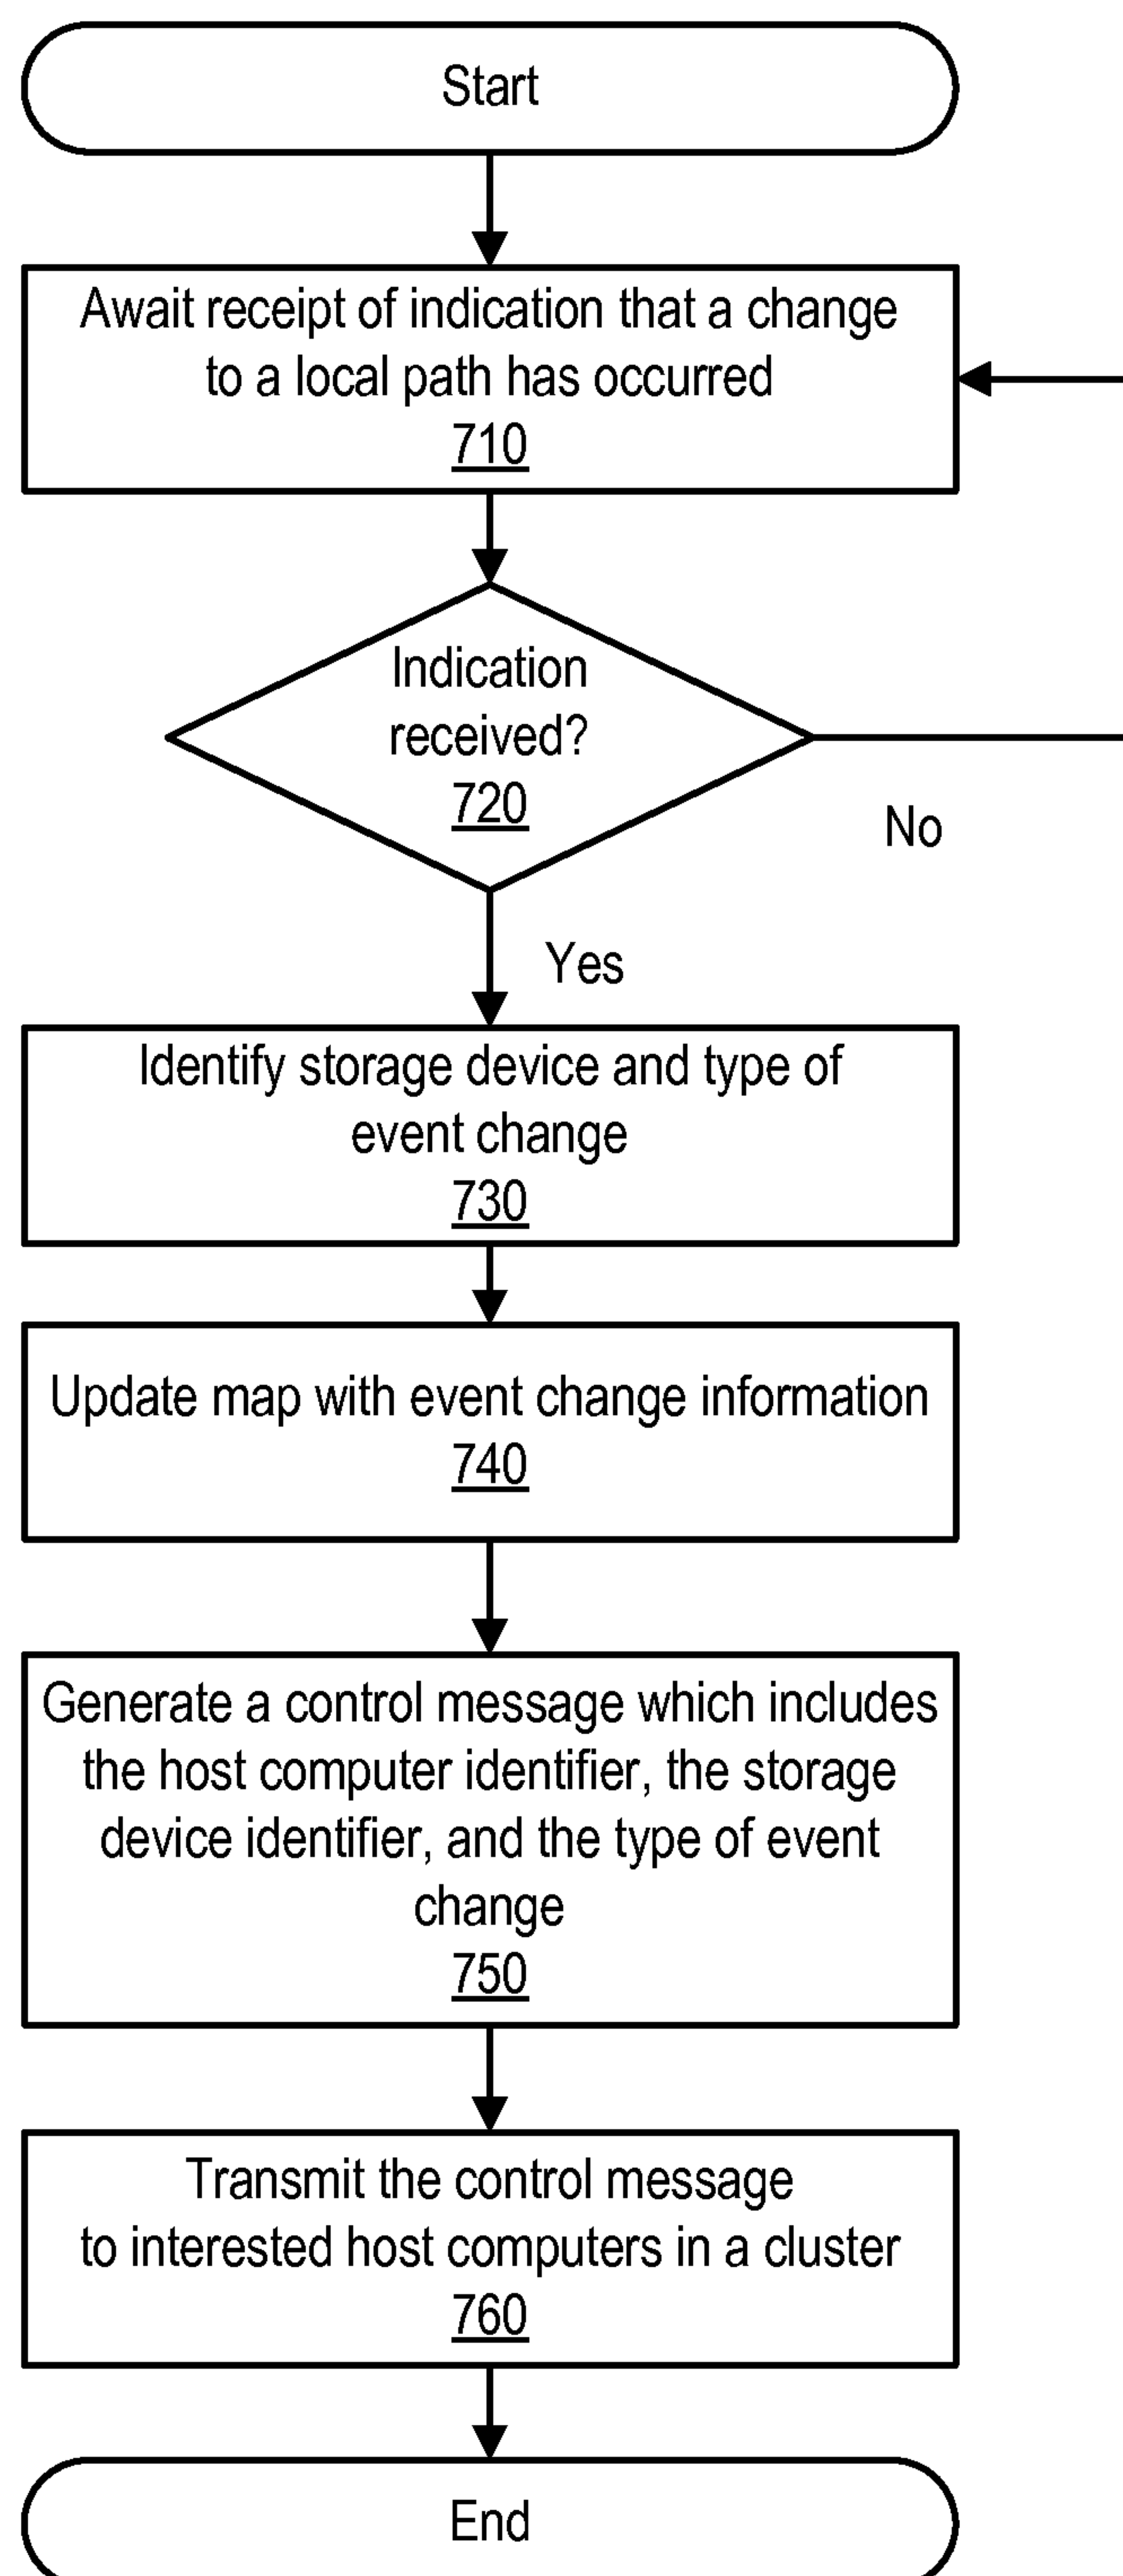 Start
Await receipt of indication that a change
to a local path has occurred
710
Indication
received?
720
No
Yes
Identify storage device and type of
event change
730
Update map with event change information
740
Generate a control message which includes
the host computer identifier, the storage
device identifier, and the type of event
change
750
Transmit the control message
to interested host computers in a cluster
760
End